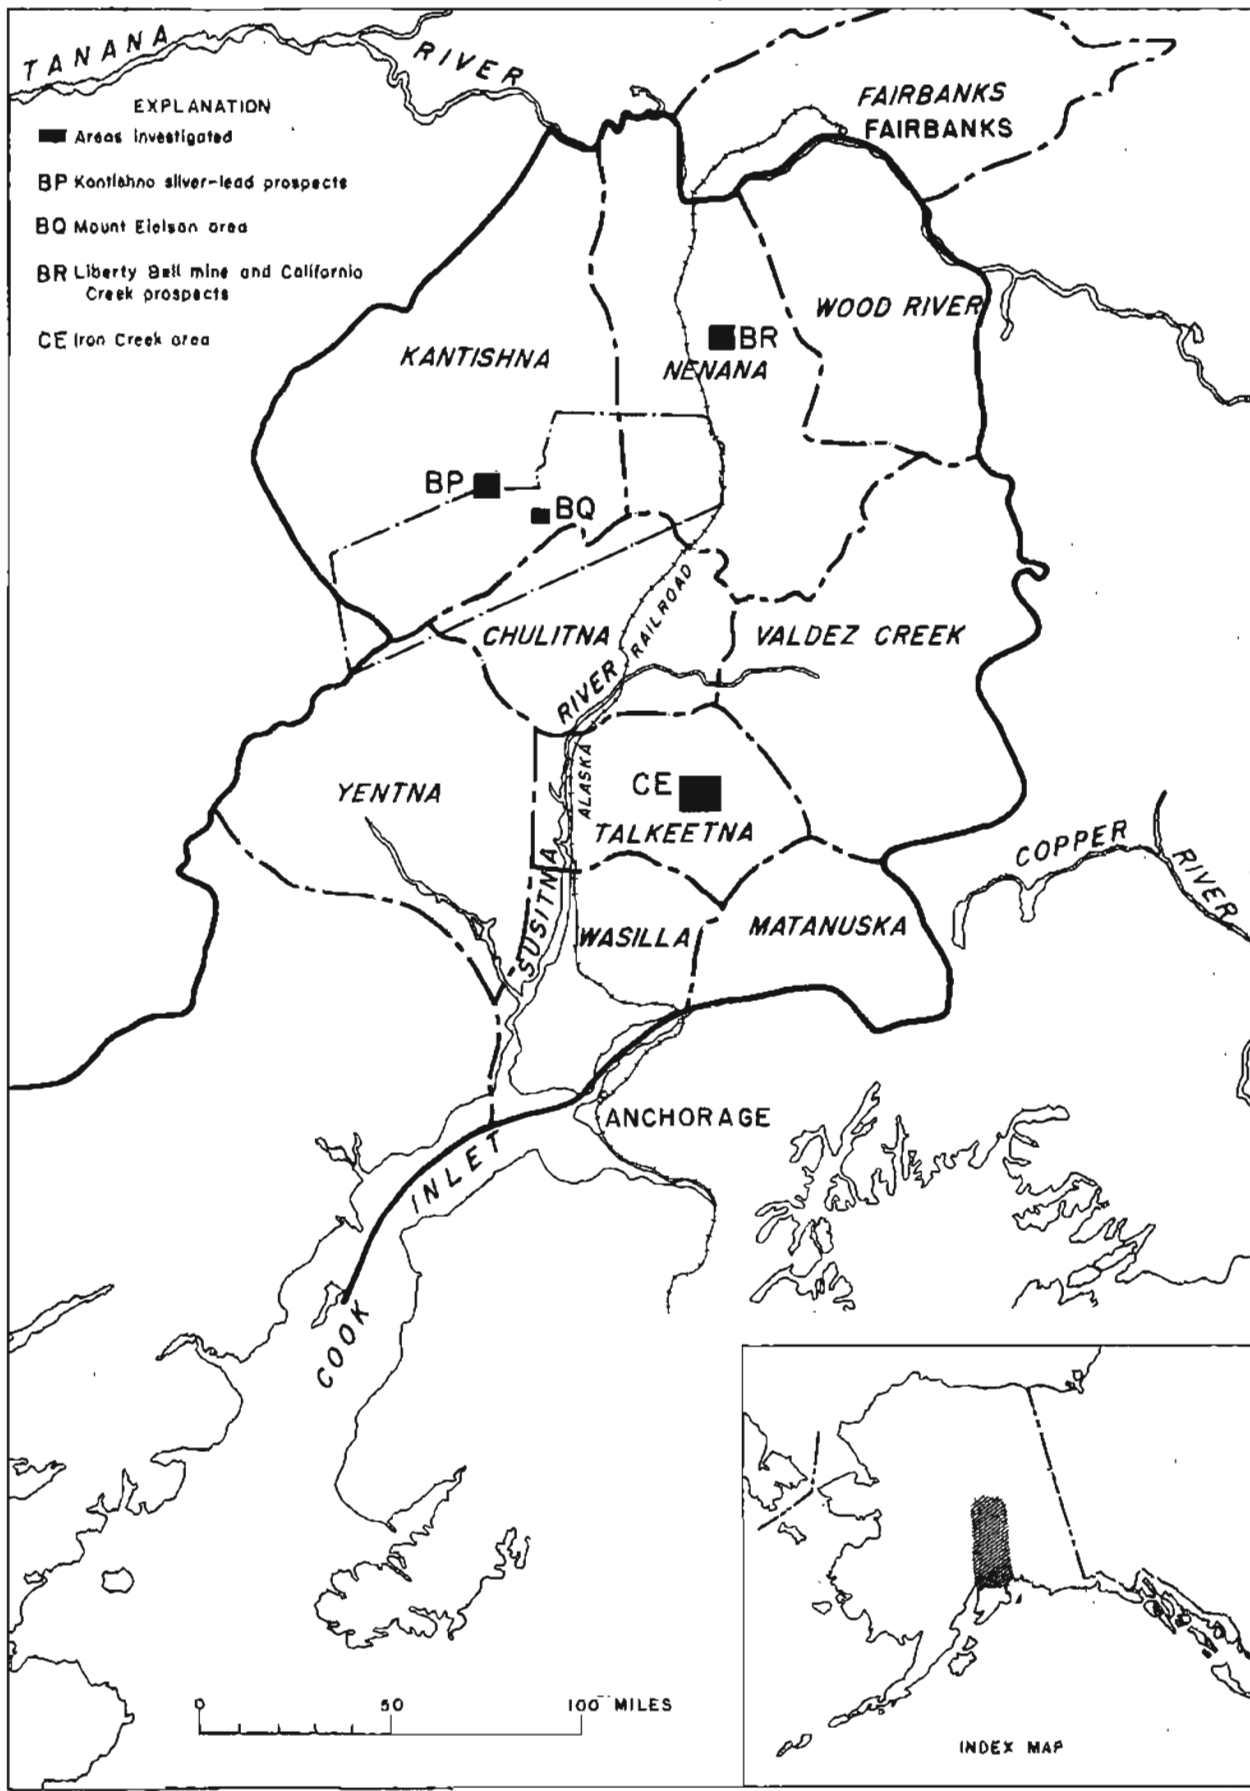 TANANA
RIVER
EXPLANATION
Areas investigated
BP Kantishna silver-lead prospects
BQ Mount Eielson area
BR Liberty Bell mine and California
Creek prospects
CE Iron Creek area
FAIRBANKS
FAIRBANKS
WOOD RIVER
KANTISHNA
BR
NENANA
BP
BQ
CHULITNA
RAILROAD
VALDEZ CREEK
RIVER
YENTNA
ALASKA
CE
TALKEETNA
COPPER
RIVER
SUSITNA
WASILLA
MATANUSKA
ANCHORAGE
INLET
COOK
0 50 100 MILES
INDEX MAP